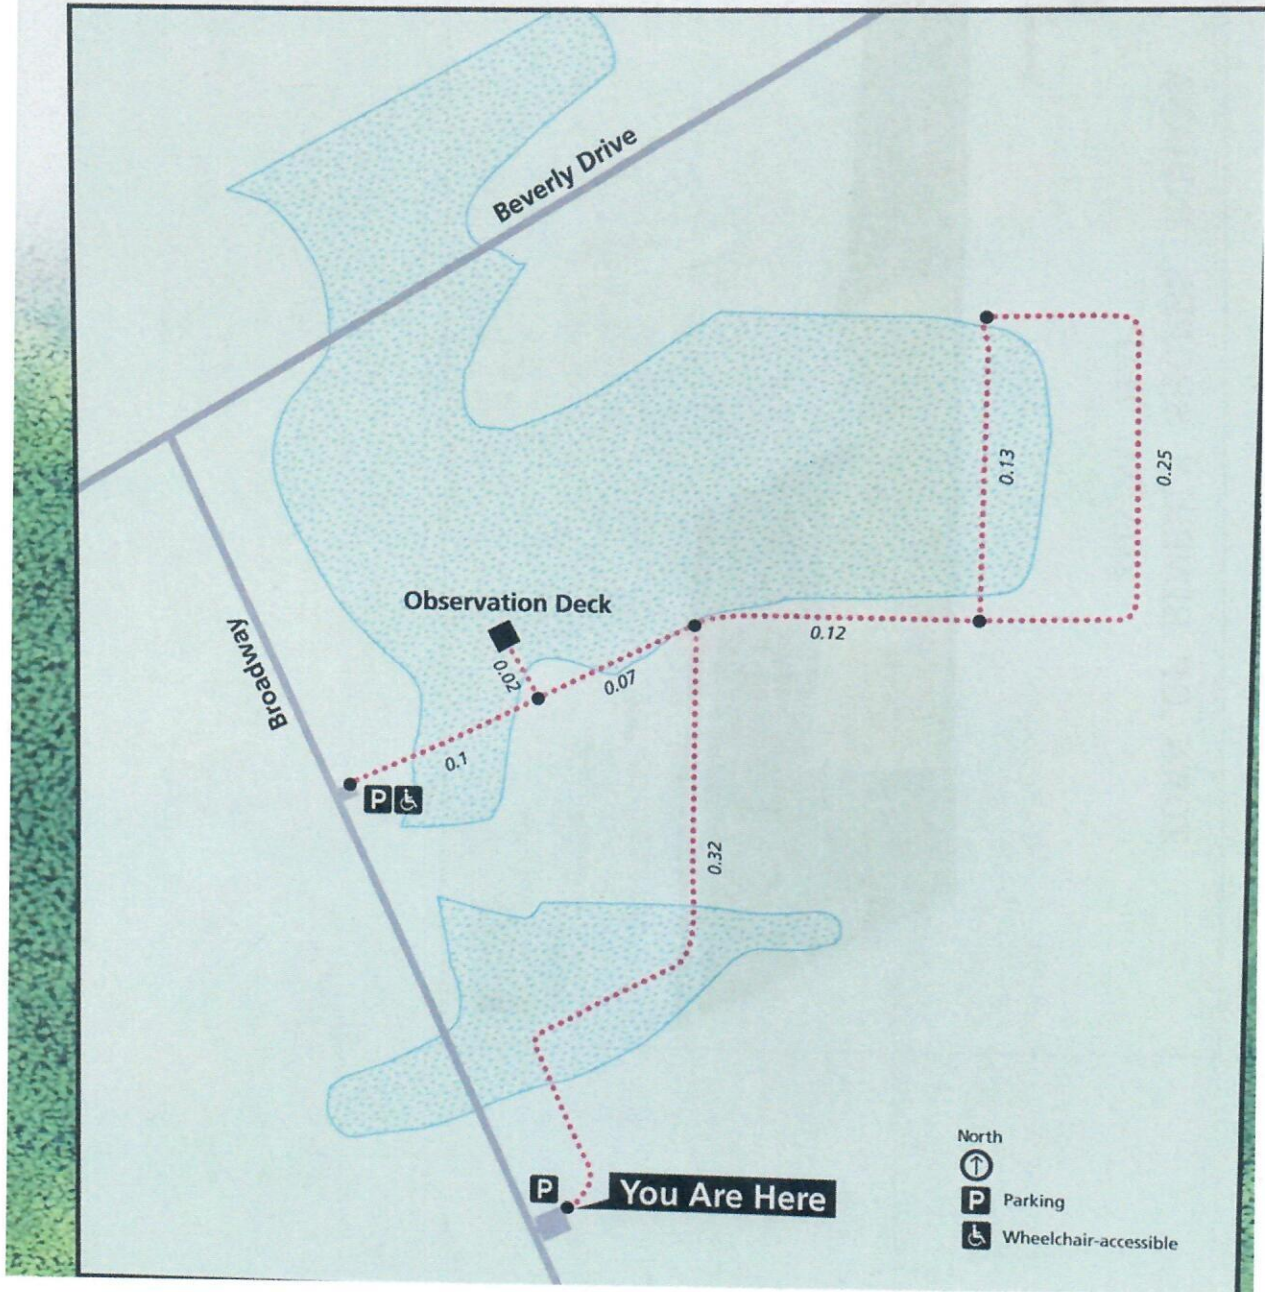 Beverly Drive
0.13
0.25
Observation Deck
0.02
0.07
0.12
Broadway
0.1
P
0.32
P
You Are Here
North
P Parking
Wheelchair-accessible